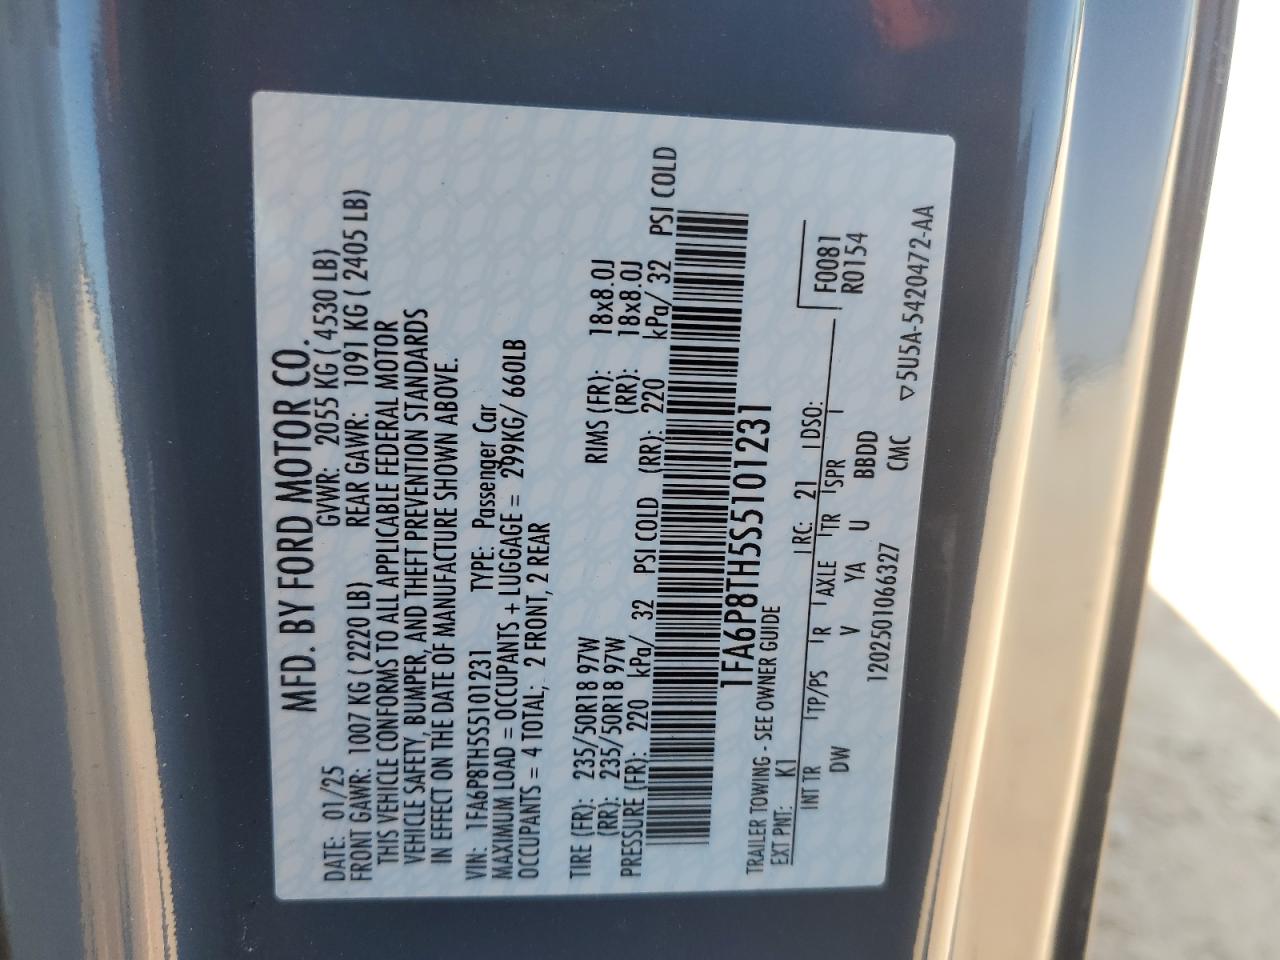 MFD. BY FORD MOTOR CO.
DATE: 01/25 GVWR: 2055 KG ( 4530 LB)
FRONT GAWR: 1007 KG ( 2220 LB) REAR GAWR: 1091 KG ( 2405 LB)
THIS VEHICLE CONFORMS TO ALL APPLICABLE FEDERAL MOTOR
VEHICLE SAFETY, BUMPER, AND THEFT PREVENTION STANDARDS
IN EFFECT ON THE DATE OF MANUFACTURE SHOWN ABOVE.
VIN: 1FA6P8TH5S5101231 TYPE: Passenger Car
MAXIMUM LOAD = OCCUPANTS + LUGGAGE = 299KG/ 660LB
OCCUPANTS = 4 TOTAL; 2 FRONT, 2 REAR
TIRE (FR): 235/50R18 97W RIMS (FR): 18x8.0J
(RR): 235/50R18 97W (RR): 18x8.0J
PRESSURE (FR): 220 kPa/ 32 PSI COLD (RR): 220 kPa/ 32 PSI COLD
1FA6P8TH5S5101231
TRAILER TOWING - SEE OWNER GUIDE
EXT PNT: K1 RC: 21 DSO:
INT TR TP/PS R AXLE TR SPR F0081
DW V YA U BBDD R0154
1202501066327 CMC ▽5U5A-5420472-AA